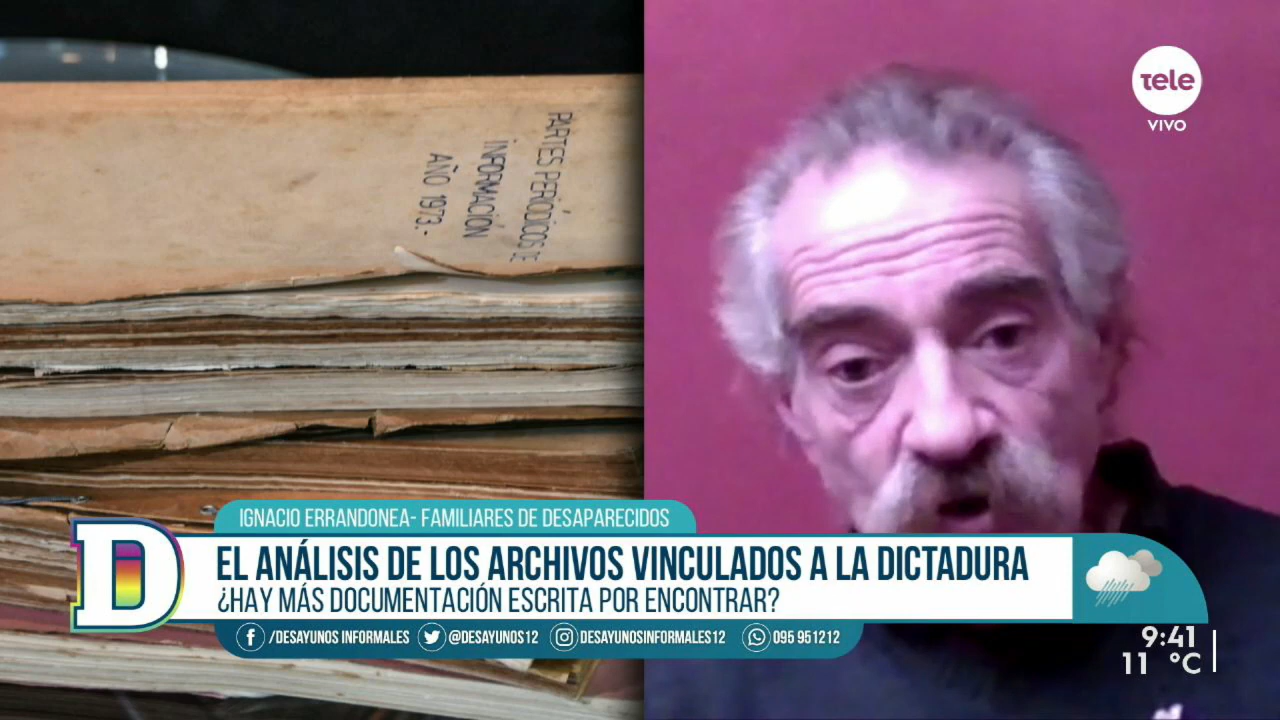 PARTES PERIÓDICOS DE
INFORMACIÓN
AÑO 1973.-
tele
VIVO
IGNACIO ERRANDONEA- FAMILIARES DE DESAPARECIDOS
D
EL ANÁLISIS DE LOS ARCHIVOS VINCULADOS A LA DICTADURA
¿HAY MÁS DOCUMENTACIÓN ESCRITA POR ENCONTRAR?
/DESAYUNOS INFORMALES @DESAYUNOS12 DESAYUNOSINFORMALES12 095 951212
9:41
11 °C